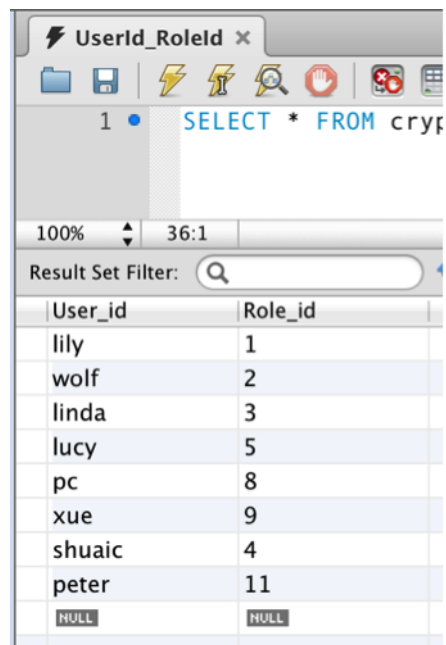 UserId_RoleId
1 SELECT * FROM cryp
100% 36:1
Result Set Filter:
User_id Role_id
lily 1
wolf 2
linda 3
lucy 5
pc 8
xue 9
shuaic 4
peter 11
NULL NULL